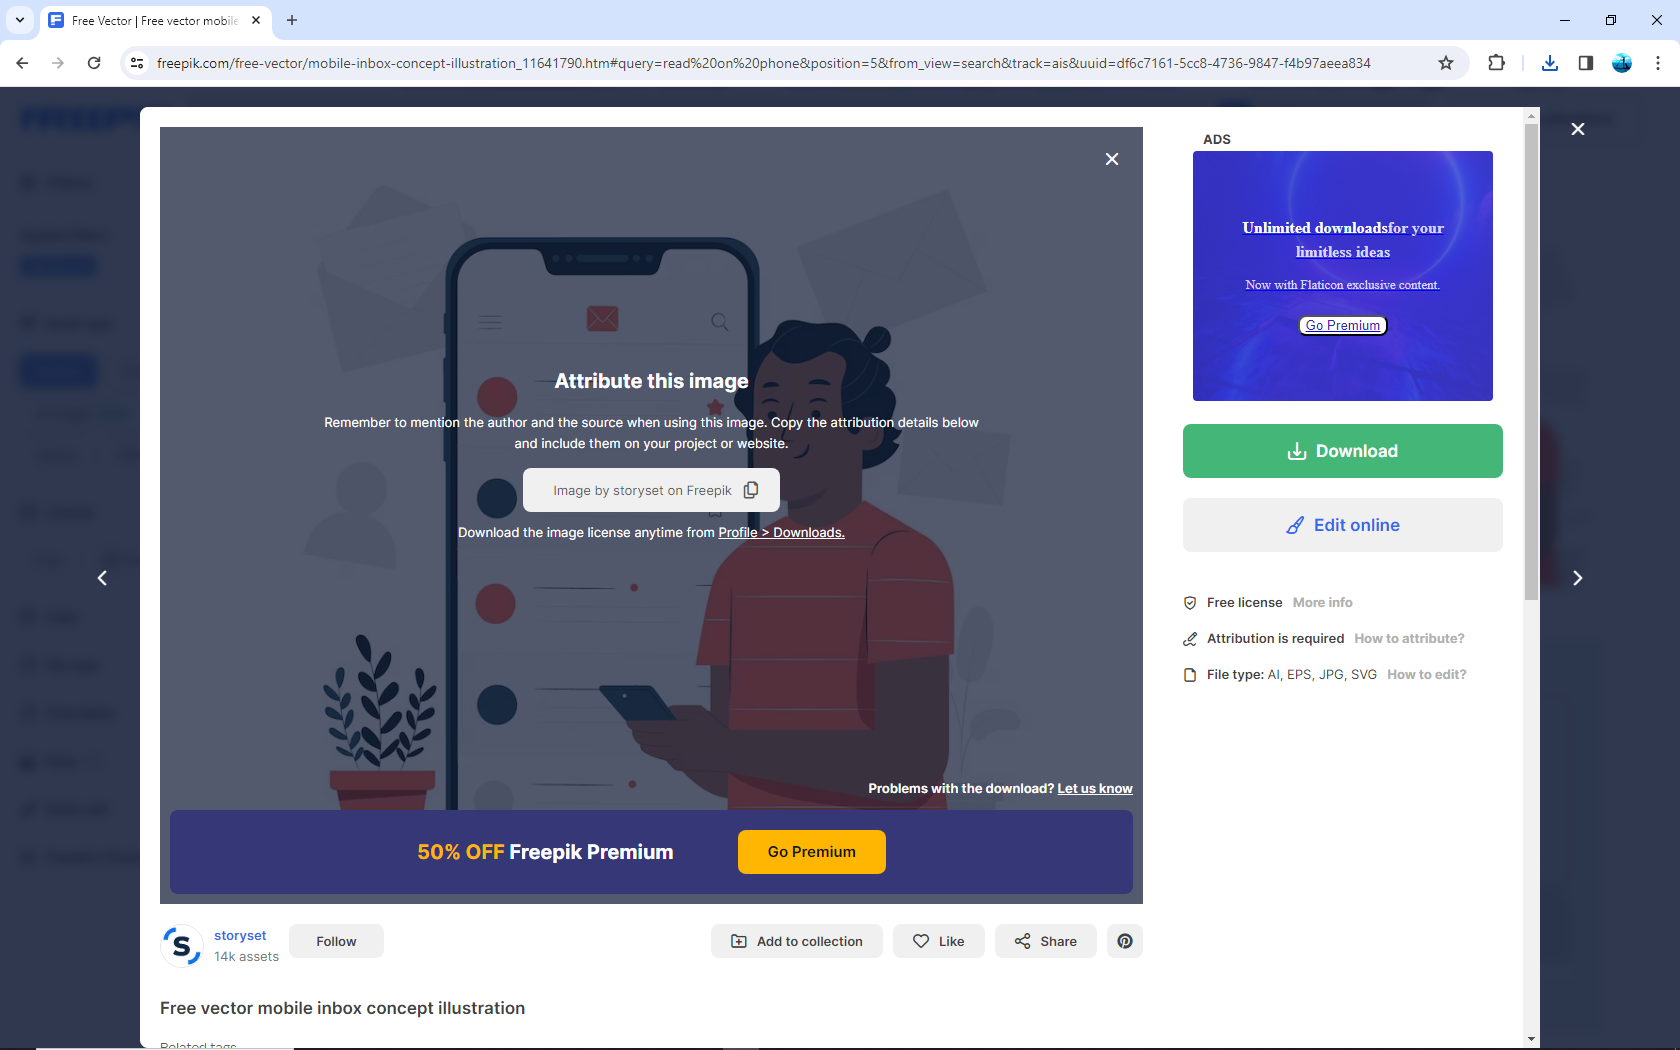 Free Vector | Free vector mobile
freepik.com/free-vector/mobile-inbox-concept-illustration_11641790.htm#query=read%20on%20phone&position=5&from_view=search&track=ais&uuid=df6c7161-5cc8-4736-9847-f4b97aeea834
ADS
Unlimited downloadsfor your
limitless ideas
Now with Flaticon exclusive content.
Go Premium
Attribute this image
Remember to mention the author and the source when using this image. Copy the attribution details below
and include them on your project or website.
Image by storyset on Freepik
Download the image license anytime from Profile > Downloads.
Download
Edit online
Free license More info
Attribution is required How to attribute?
File type: AI, EPS, JPG, SVG How to edit?
Problems with the download? Let us know
50% OFF Freepik Premium
Go Premium
S
storyset
14k assets
Follow
Add to collection
Like
Share
Free vector mobile inbox concept illustration
Related tags